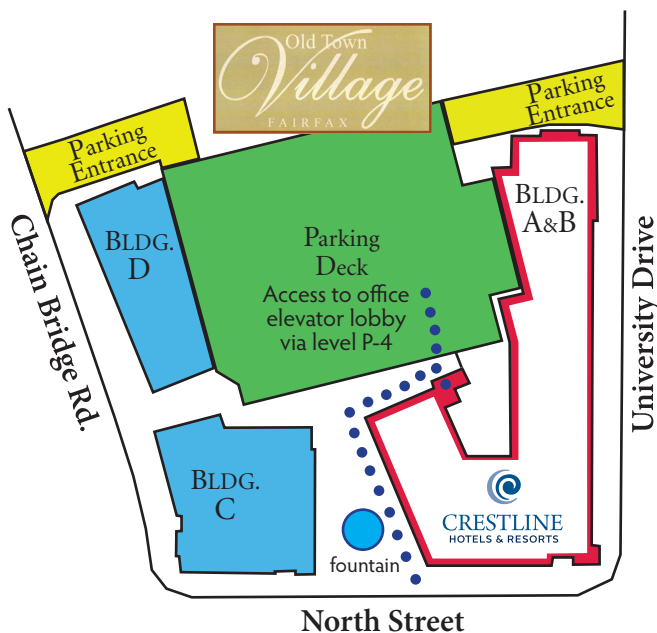 Old Town
Village
FAIRFAX
Parking
Entrance
Parking
Entrance
BLDG.
D
Parking
Deck
Access to office
elevator lobby
via level P-4
BLDG.
A&B
Chain Bridge Rd.
University Drive
BLDG.
C
CRESTLINE
HOTELS & RESORTS
fountain
North Street